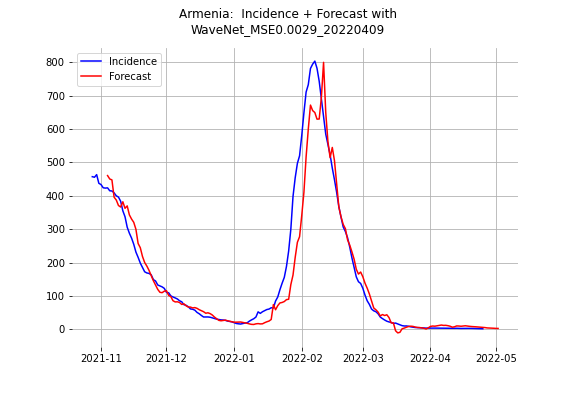 Armenia:  Incidence + Forecast with
WaveNet_MSE0.0029_20220409
Incidence
Forecast
800
700
600
500
400
300
200
100
0
2021-11 2021-12 2022-01 2022-02 2022-03 2022-04 2022-05